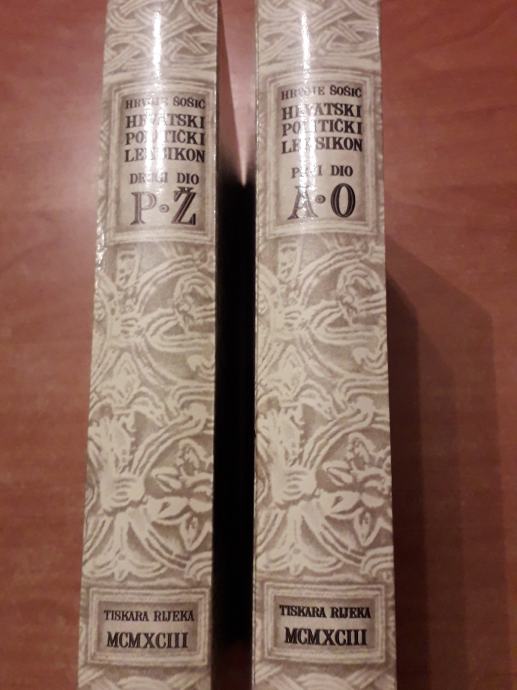 HRVOJE ŠOŠIĆ
HRVATSKI
POLITIČKI
LEKSIKON
DRUGI DIO
P·Ž
TISKARA RIJEKA
MCMXCIII
HRVOJE ŠOŠIĆ
HRVATSKI
POLITIČKI
LEKSIKON
PRVI DIO
A·O
TISKARA RIJEKA
MCMXCIII